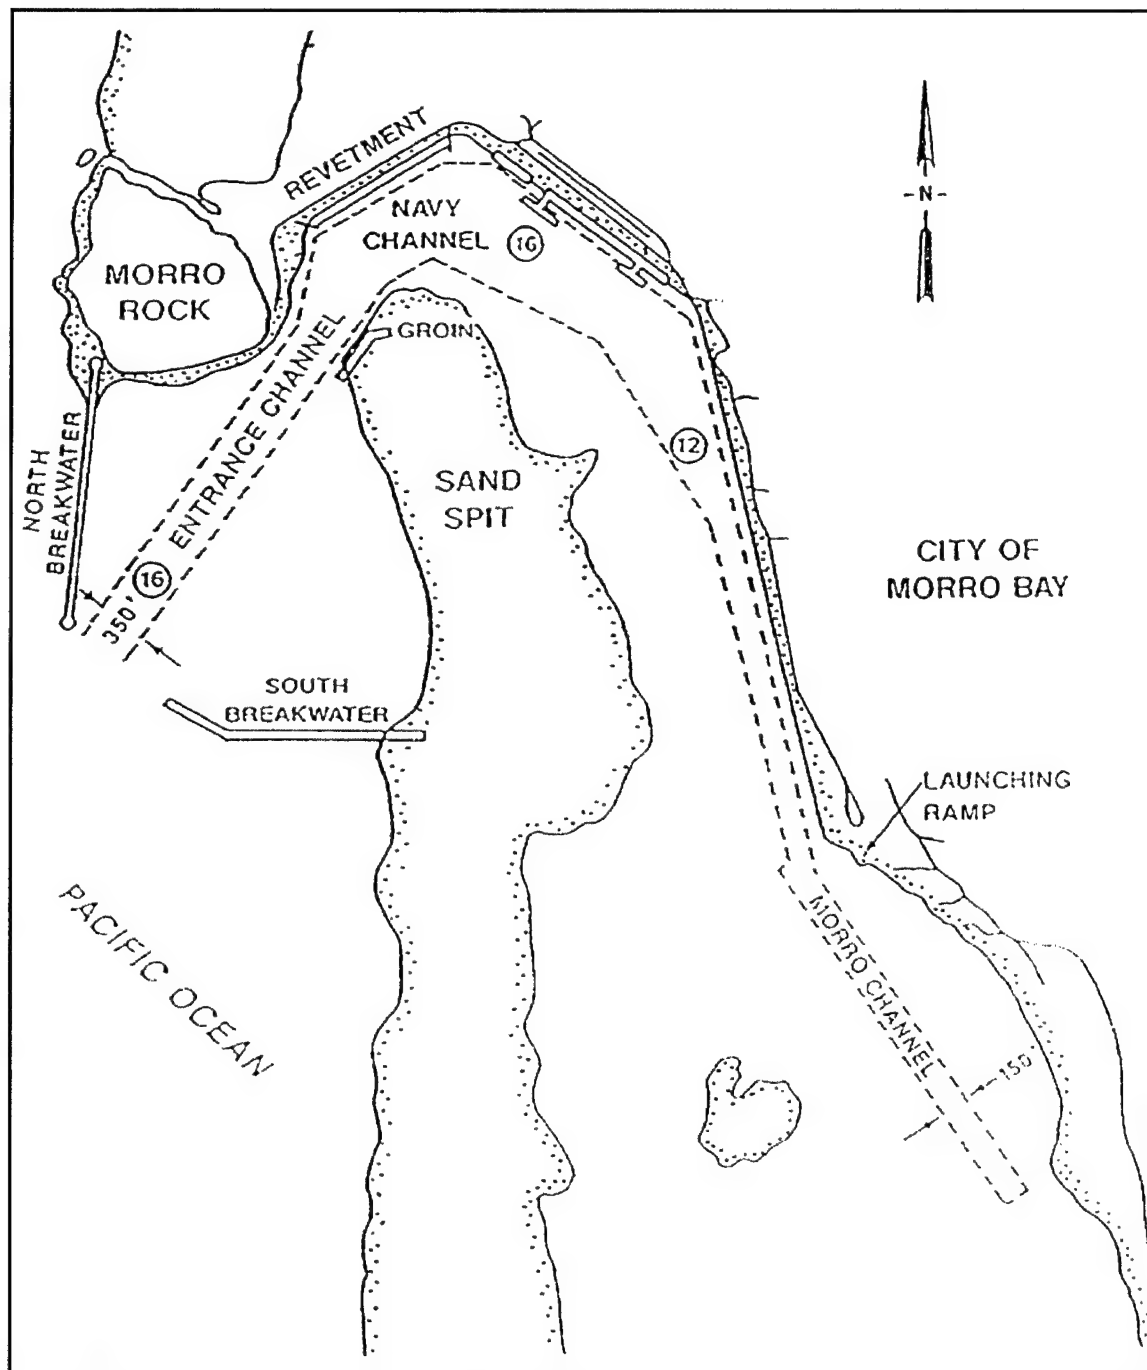 REVETMENT
-N-
NAVY
CHANNEL
16
MORRO
ROCK
GROIN
ENTRANCE CHANNEL
12
NORTH
BREAKWATER
SAND
SPIT
CITY OF
MORRO BAY
16
350'
SOUTH
BREAKWATER
LAUNCHING
RAMP
MORRO CHANNEL
PACIFIC OCEAN
150